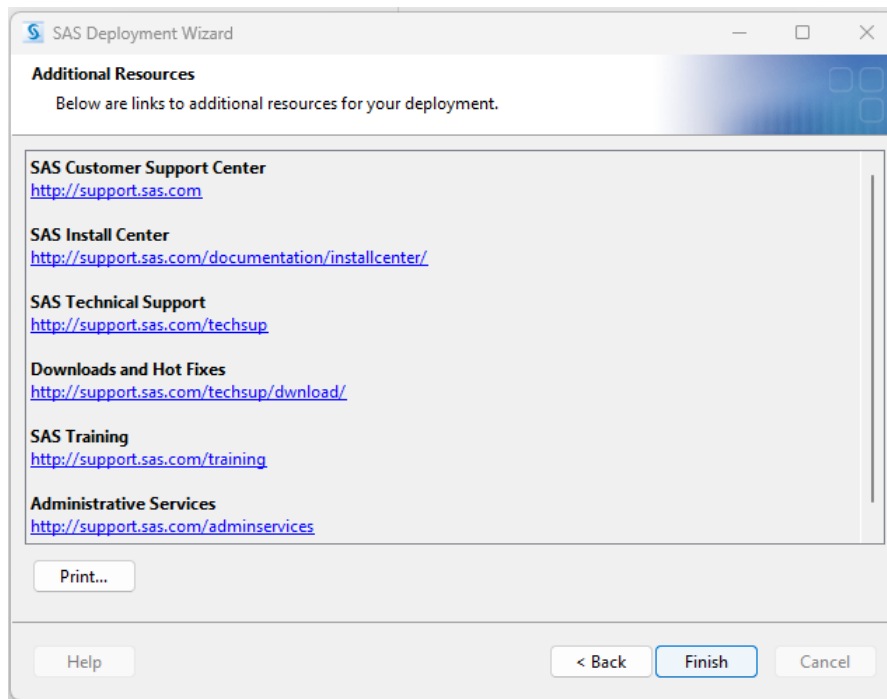 SAS Deployment Wizard
Additional Resources
Below are links to additional resources for your deployment.
SAS Customer Support Center
http://support.sas.com
SAS Install Center
http://support.sas.com/documentation/installcenter/
SAS Technical Support
http://support.sas.com/techsup
Downloads and Hot Fixes
http://support.sas.com/techsup/dwnload/
SAS Training
http://support.sas.com/training
Administrative Services
http://support.sas.com/adminservices
Print...
Help
< Back
Finish
Cancel